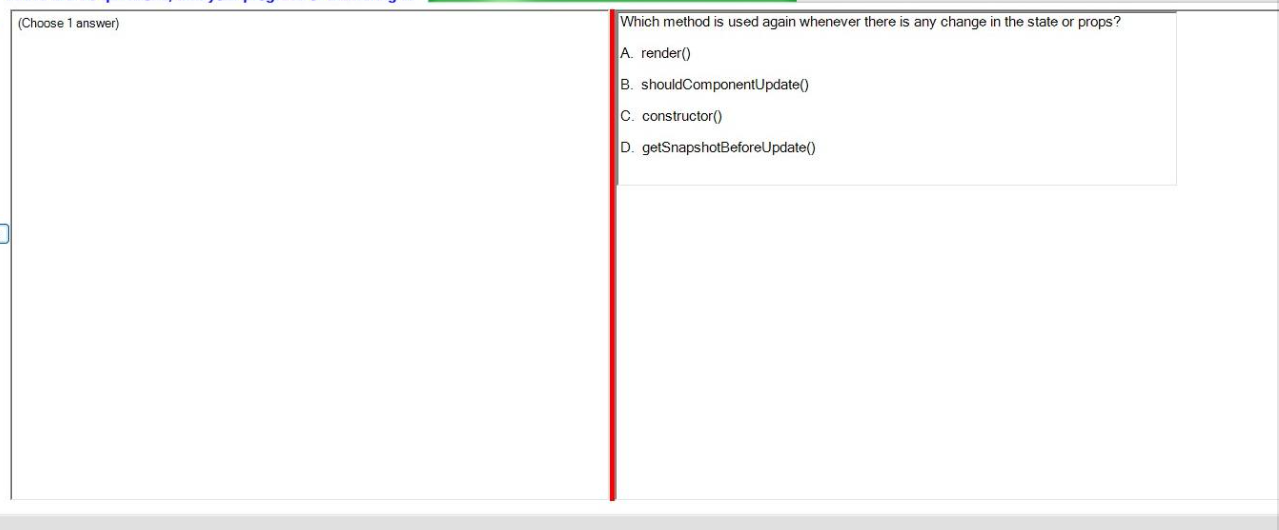 (Choose 1 answer)
Which method is used again whenever there is any change in the state or props?
A. render()
B. shouldComponentUpdate()
C. constructor()
D. getSnapshotBeforeUpdate()